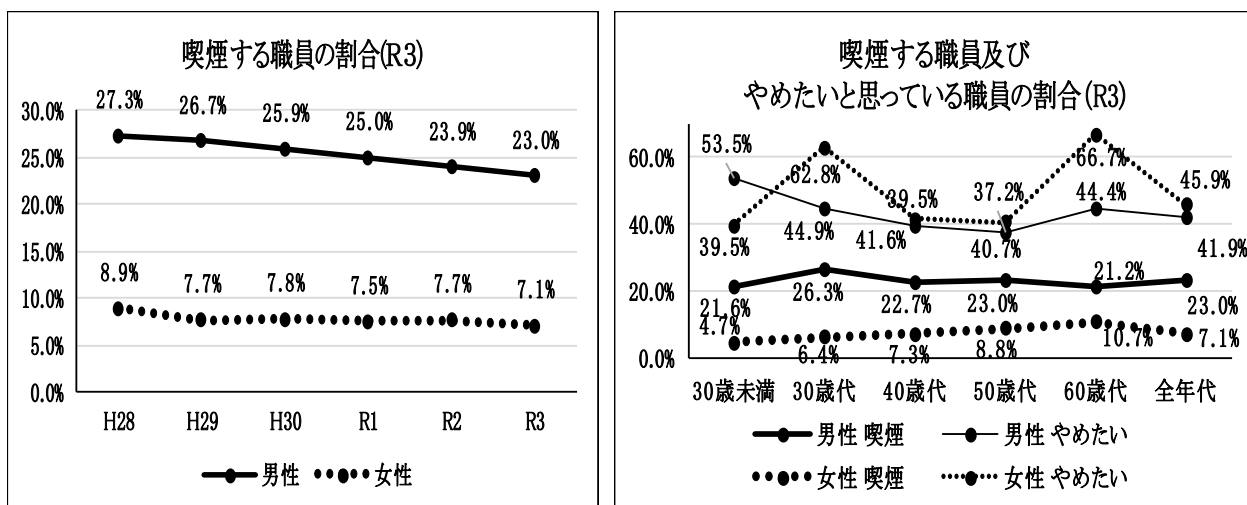 喫煙する職員の割合(R3)
27.3%
26.7%
25.9%
25.0%
23.9%
23.0%
30.0%
25.0%
20.0%
15.0%
10.0%
5.0%
0.0%
8.9%
7.7%
7.8%
7.5%
7.7%
7.1%
H28
H29
H30
R1
R2
R3
男性
女性
喫煙する職員及び
やめたいと思っている職員の割合(R3)
60.0%
40.0%
20.0%
0.0%
53.5%
62.8%
39.5%
37.2%
66.7%
44.4%
45.9%
39.5%
44.9%
41.6%
40.7%
41.9%
21.6%
26.3%
22.7%
23.0%
21.2%
23.0%
4.7%
6.4%
7.3%
8.8%
10.7%
7.1%
30歳未満
30歳代
40歳代
50歳代
60歳代
全年代
男性 喫煙
男性 やめたい
女性 喫煙
女性 やめたい